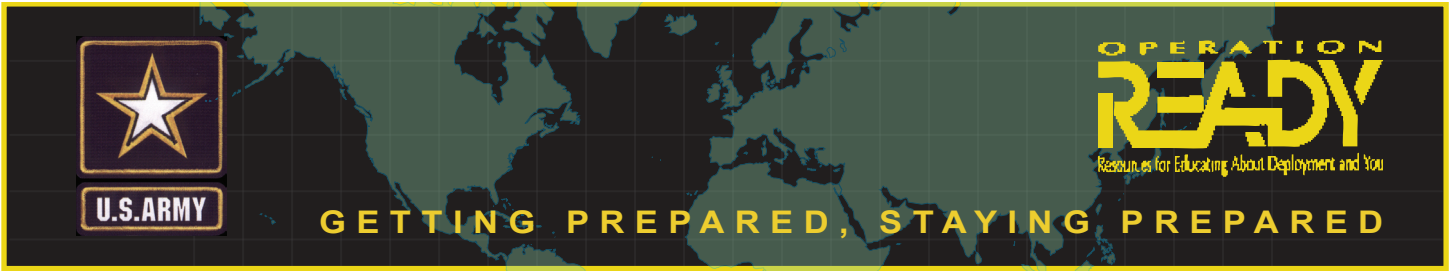 OPERATION
READY
Resources for Educating About Deployment and You
U.S.ARMY
GETTING PREPARED, STAYING PREPARED